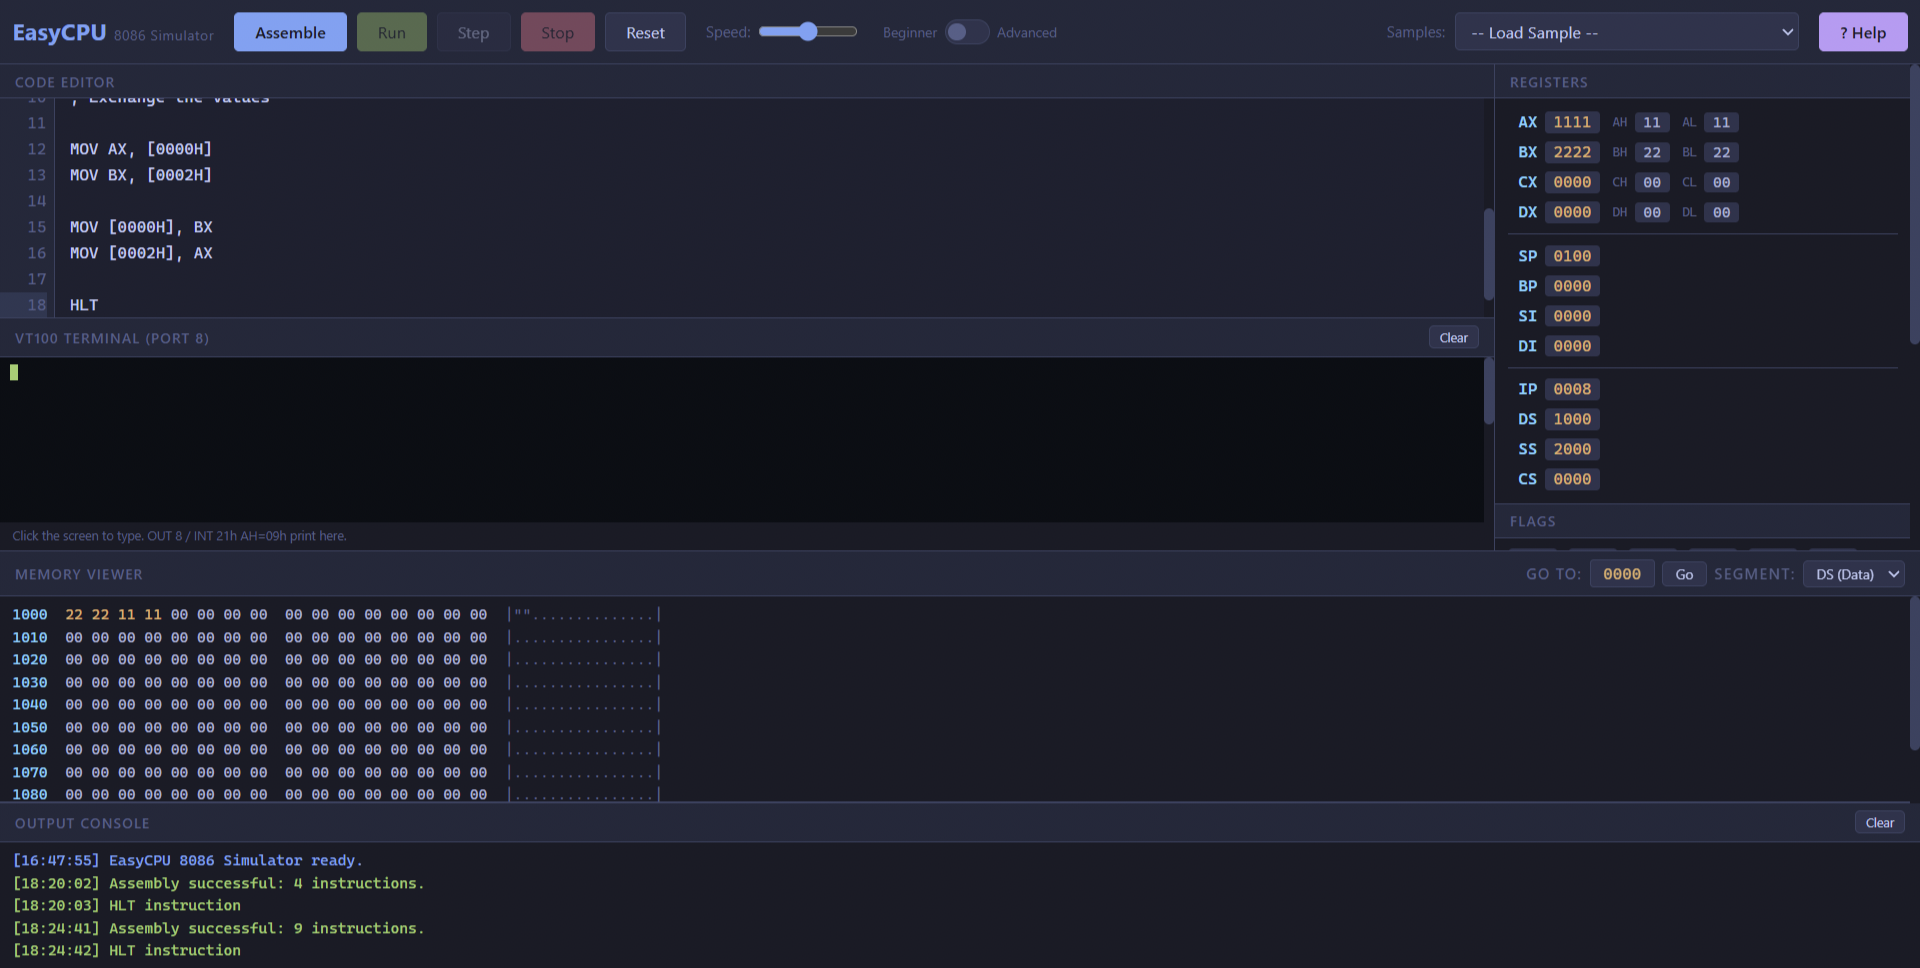 EasyCPU 8086 Simulator Assemble Run Step Stop Reset Speed: Beginner Advanced Samples: -- Load Sample -- ? Help
CODE EDITOR
10 ; Exchange the values
11
12 MOV AX, [0000H]
13 MOV BX, [0002H]
14
15 MOV [0000H], BX
16 MOV [0002H], AX
17
18 HLT
VT100 TERMINAL (PORT 8) Clear
Click the screen to type. OUT 8 / INT 21h AH=09h print here.
REGISTERS
AX 1111 AH 11 AL 11
BX 2222 BH 22 BL 22
CX 0000 CH 00 CL 00
DX 0000 DH 00 DL 00
SP 0100
BP 0000
SI 0000
DI 0000
IP 0008
DS 1000
SS 2000
CS 0000
FLAGS
MEMORY VIEWER GO TO: 0000 Go SEGMENT: DS (Data)
1000 22 22 11 11 00 00 00 00 00 00 00 00 00 00 00 00 |""..............|
1010 00 00 00 00 00 00 00 00 00 00 00 00 00 00 00 00 |................|
1020 00 00 00 00 00 00 00 00 00 00 00 00 00 00 00 00 |................|
1030 00 00 00 00 00 00 00 00 00 00 00 00 00 00 00 00 |................|
1040 00 00 00 00 00 00 00 00 00 00 00 00 00 00 00 00 |................|
1050 00 00 00 00 00 00 00 00 00 00 00 00 00 00 00 00 |................|
1060 00 00 00 00 00 00 00 00 00 00 00 00 00 00 00 00 |................|
1070 00 00 00 00 00 00 00 00 00 00 00 00 00 00 00 00 |................|
1080 00 00 00 00 00 00 00 00 00 00 00 00 00 00 00 00 |................|
OUTPUT CONSOLE Clear
[16:47:55] EasyCPU 8086 Simulator ready.
[18:20:02] Assembly successful: 4 instructions.
[18:20:03] HLT instruction
[18:24:41] Assembly successful: 9 instructions.
[18:24:42] HLT instruction